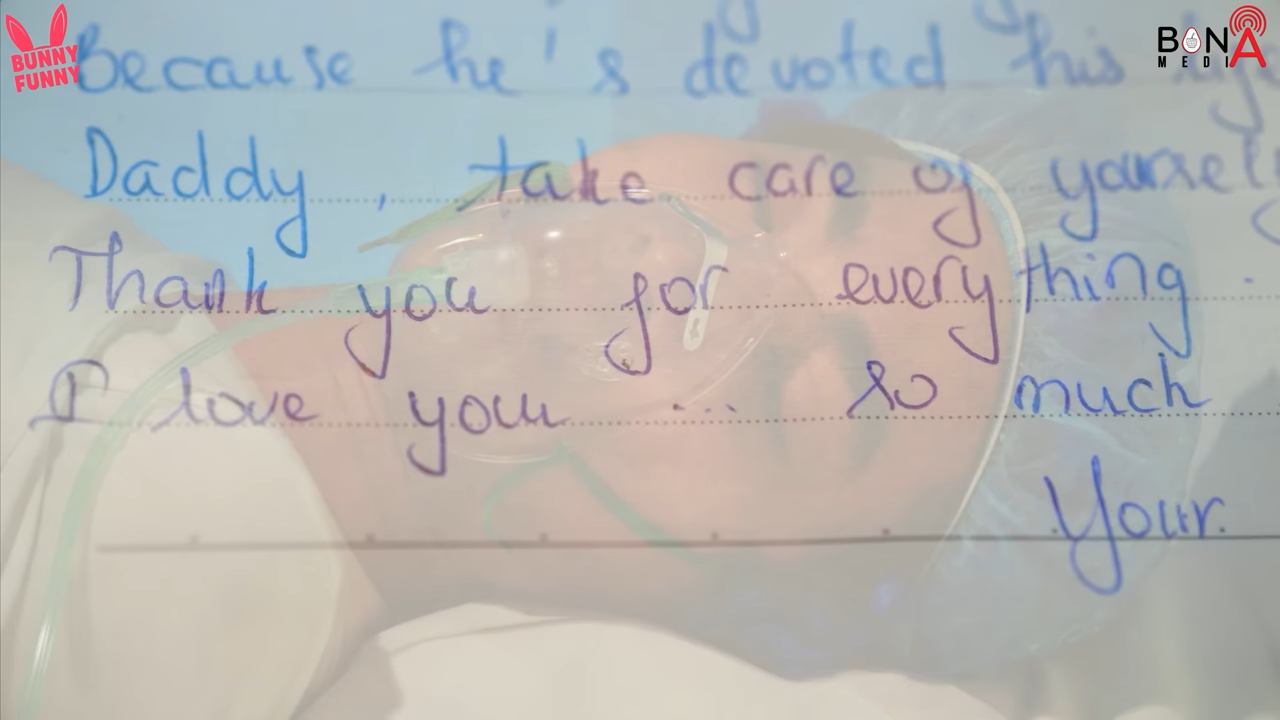 BUNNY
FUNNY
BONA
MEDIA
Because he's devoted his
Daddy, take care of
Thank you for everything.
I love you ... so much
Your